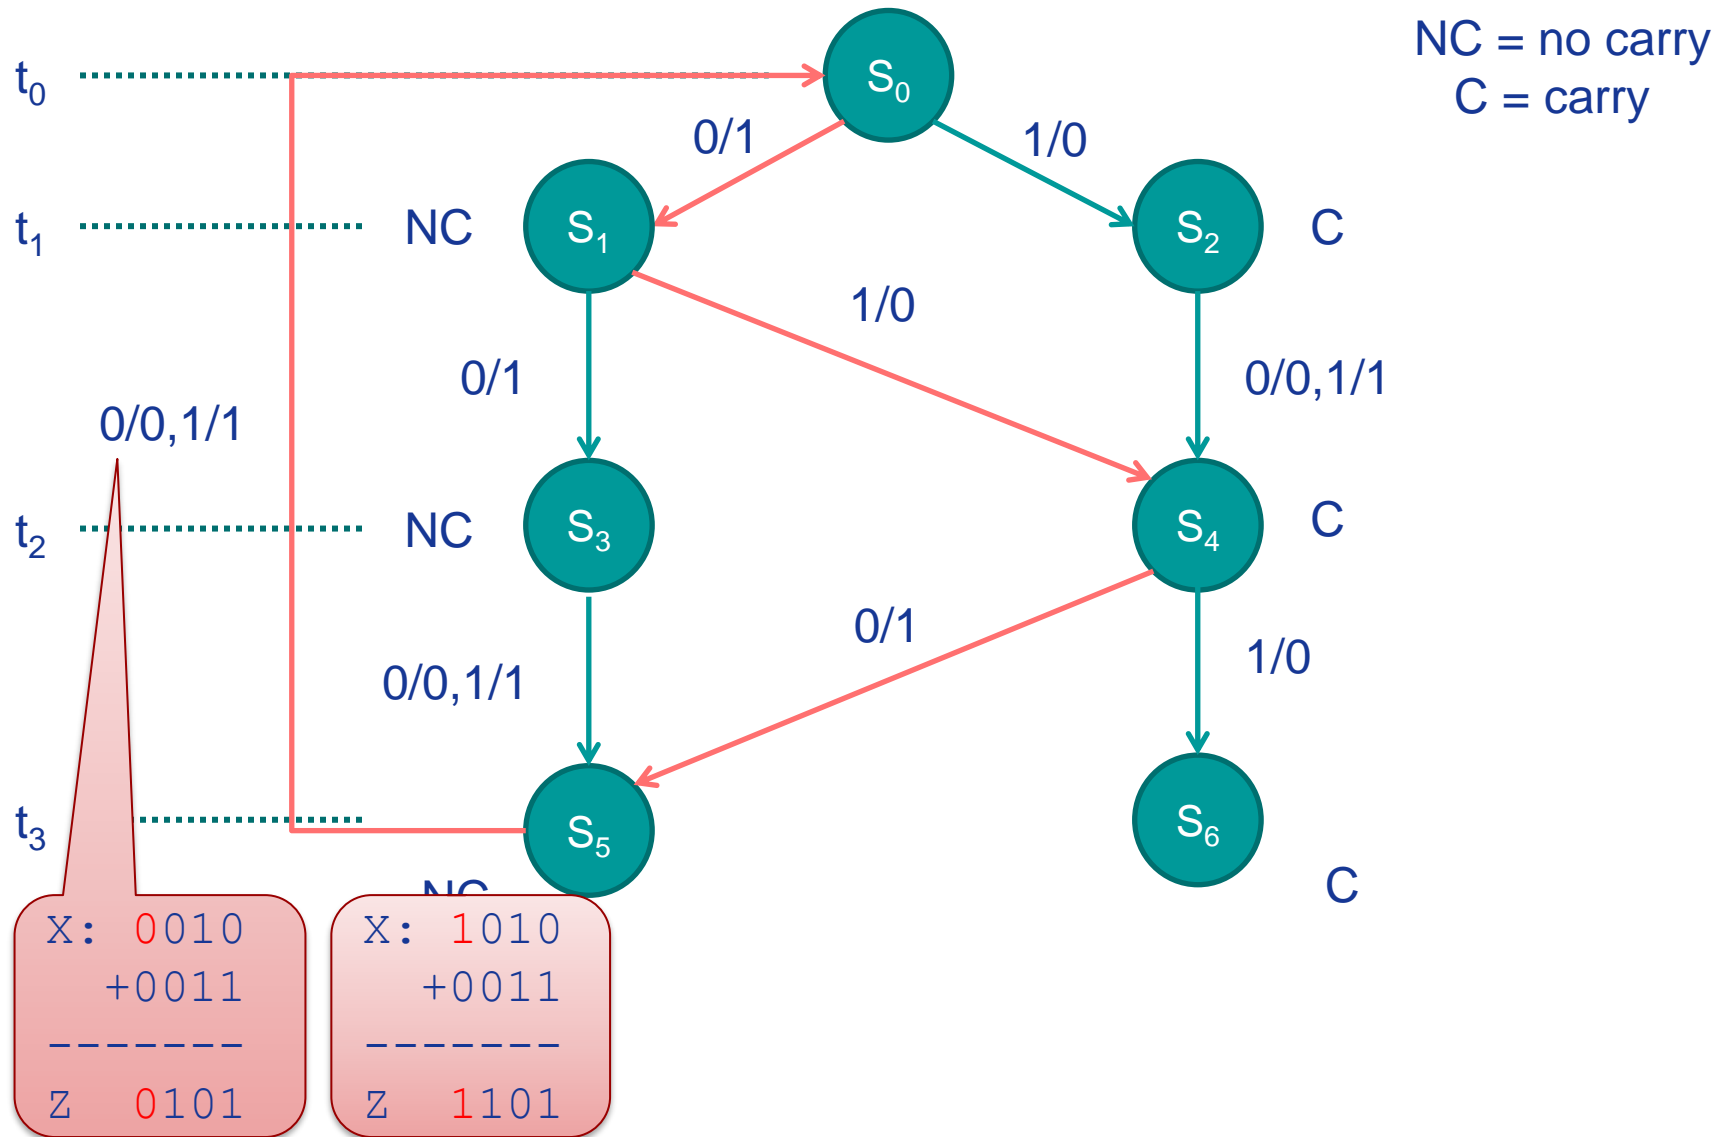 NC = no carry
C = carry
t0
S0
0/1
1/0
t1
NC
S1
S2
C
1/0
0/1
0/0,1/1
0/0,1/1
t2
NC
S3
S4
C
0/1
0/0,1/1
1/0
t3
S5
S6
NC
C
X: 0010
+0011
-------
Z 0101
X: 1010
+0011
-------
Z 1101